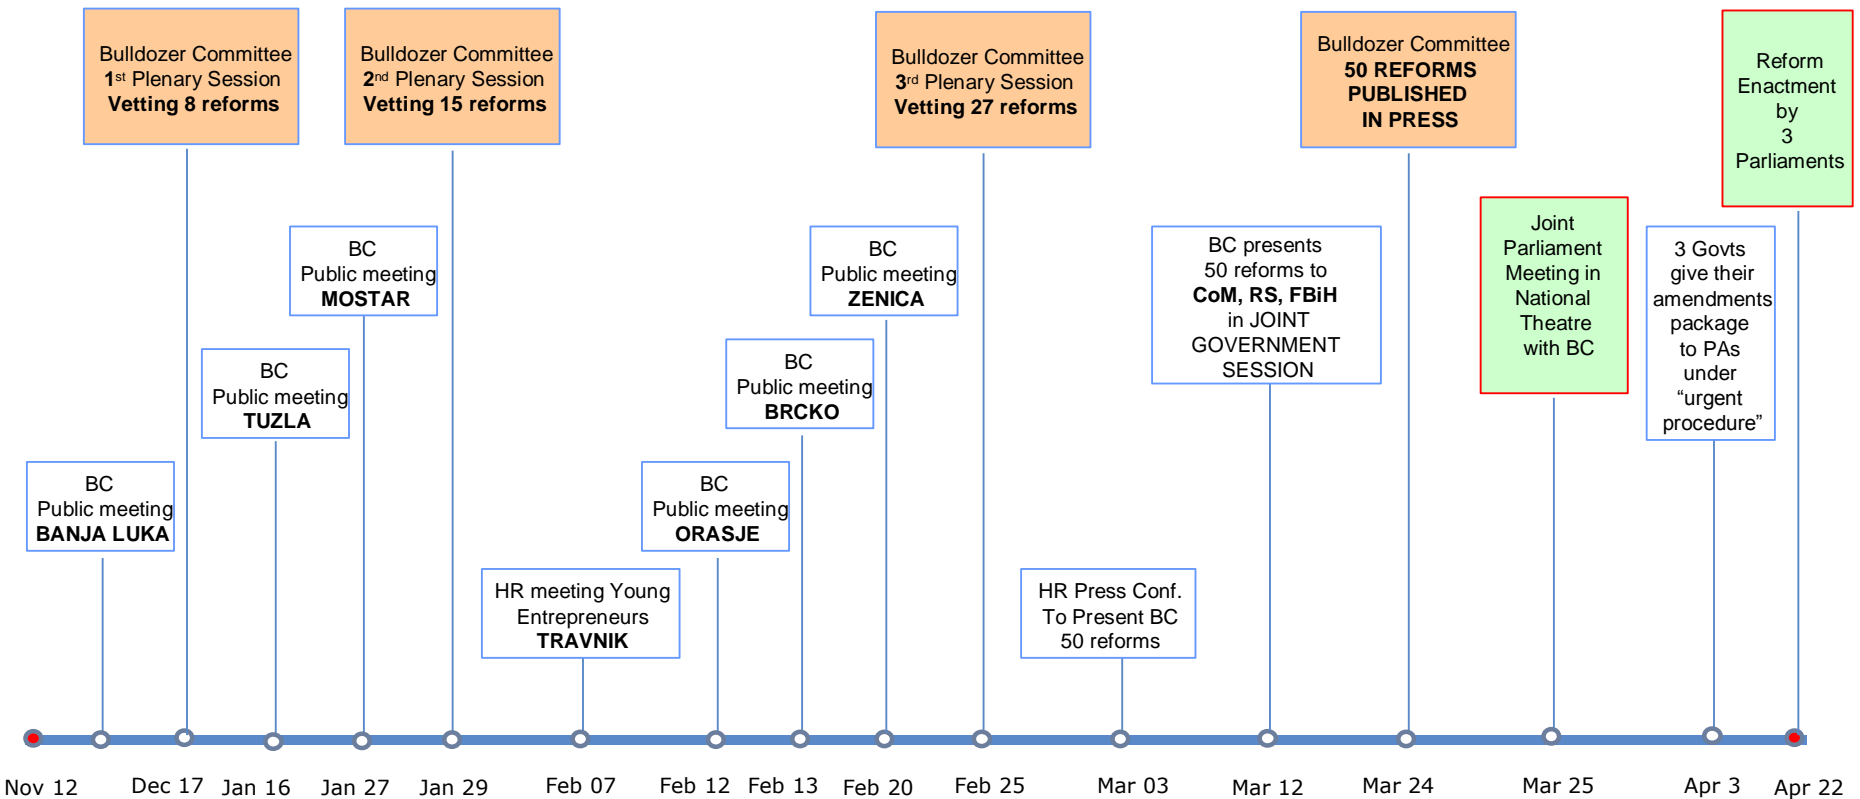 Bulldozer Committee
1st Plenary Session
Vetting 8 reforms
Bulldozer Committee
2nd Plenary Session
Vetting 15 reforms
Bulldozer Committee
3rd Plenary Session
Vetting 27 reforms
Bulldozer Committee
50 REFORMS
PUBLISHED
IN PRESS
Reform
Enactment
by
3
Parliaments
BC
Public meeting
BANJA LUKA
BC
Public meeting
TUZLA
BC
Public meeting
MOSTAR
HR meeting Young
Entrepreneurs
TRAVNIK
BC
Public meeting
ORASJE
BC
Public meeting
BRCKO
BC
Public meeting
ZENICA
HR Press Conf.
To Present BC
50 reforms
BC presents
50 reforms to
CoM, RS, FBiH
in JOINT
GOVERNMENT
SESSION
Joint
Parliament
Meeting in
National
Theatre
with BC
3 Govts
give their
amendments
package
to PAs
under
“urgent
procedure”
Nov 12
Dec 17
Jan 16
Jan 27
Jan 29
Feb 07
Feb 12
Feb 13
Feb 20
Feb 25
Mar 03
Mar 12
Mar 24
Mar 25
Apr 3
Apr 22